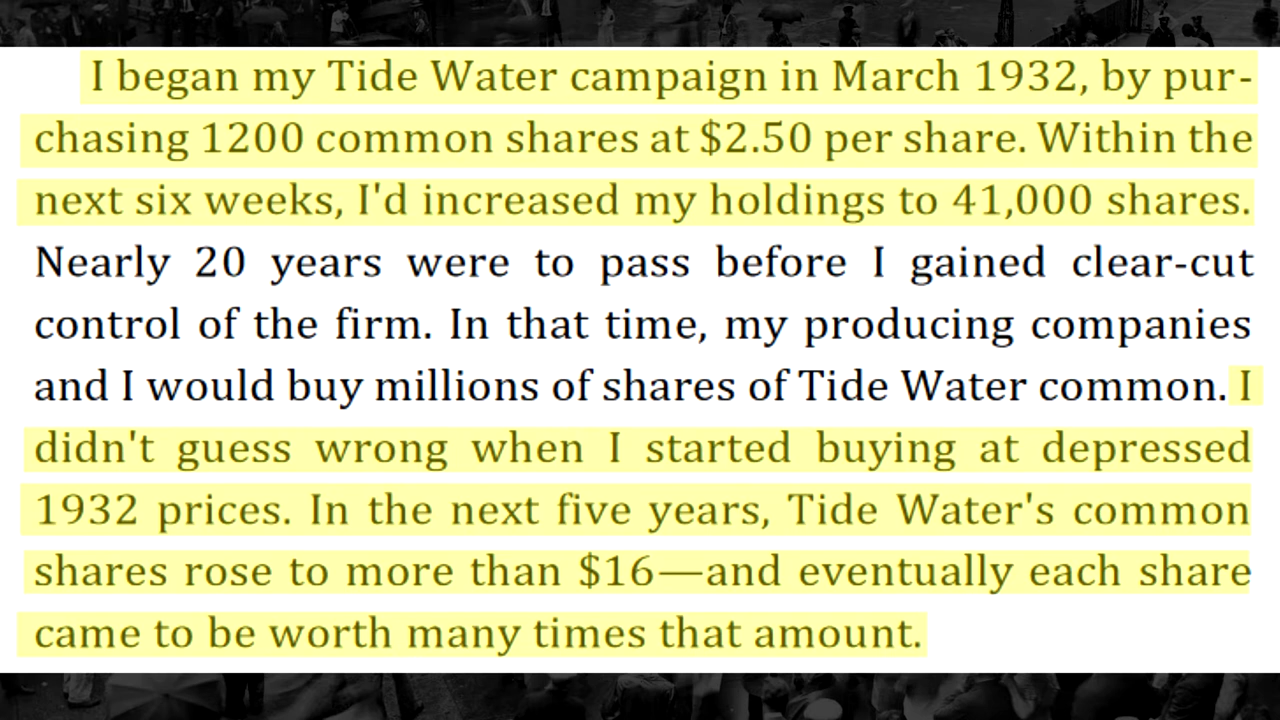 I began my Tide Water campaign in March 1932, by pur-
chasing 1200 common shares at $2.50 per share. Within the
next six weeks, I'd increased my holdings to 41,000 shares.
Nearly 20 years were to pass before I gained clear-cut
control of the firm. In that time, my producing companies
and I would buy millions of shares of Tide Water common. I
didn't guess wrong when I started buying at depressed
1932 prices. In the next five years, Tide Water's common
shares rose to more than $16—and eventually each share
came to be worth many times that amount.